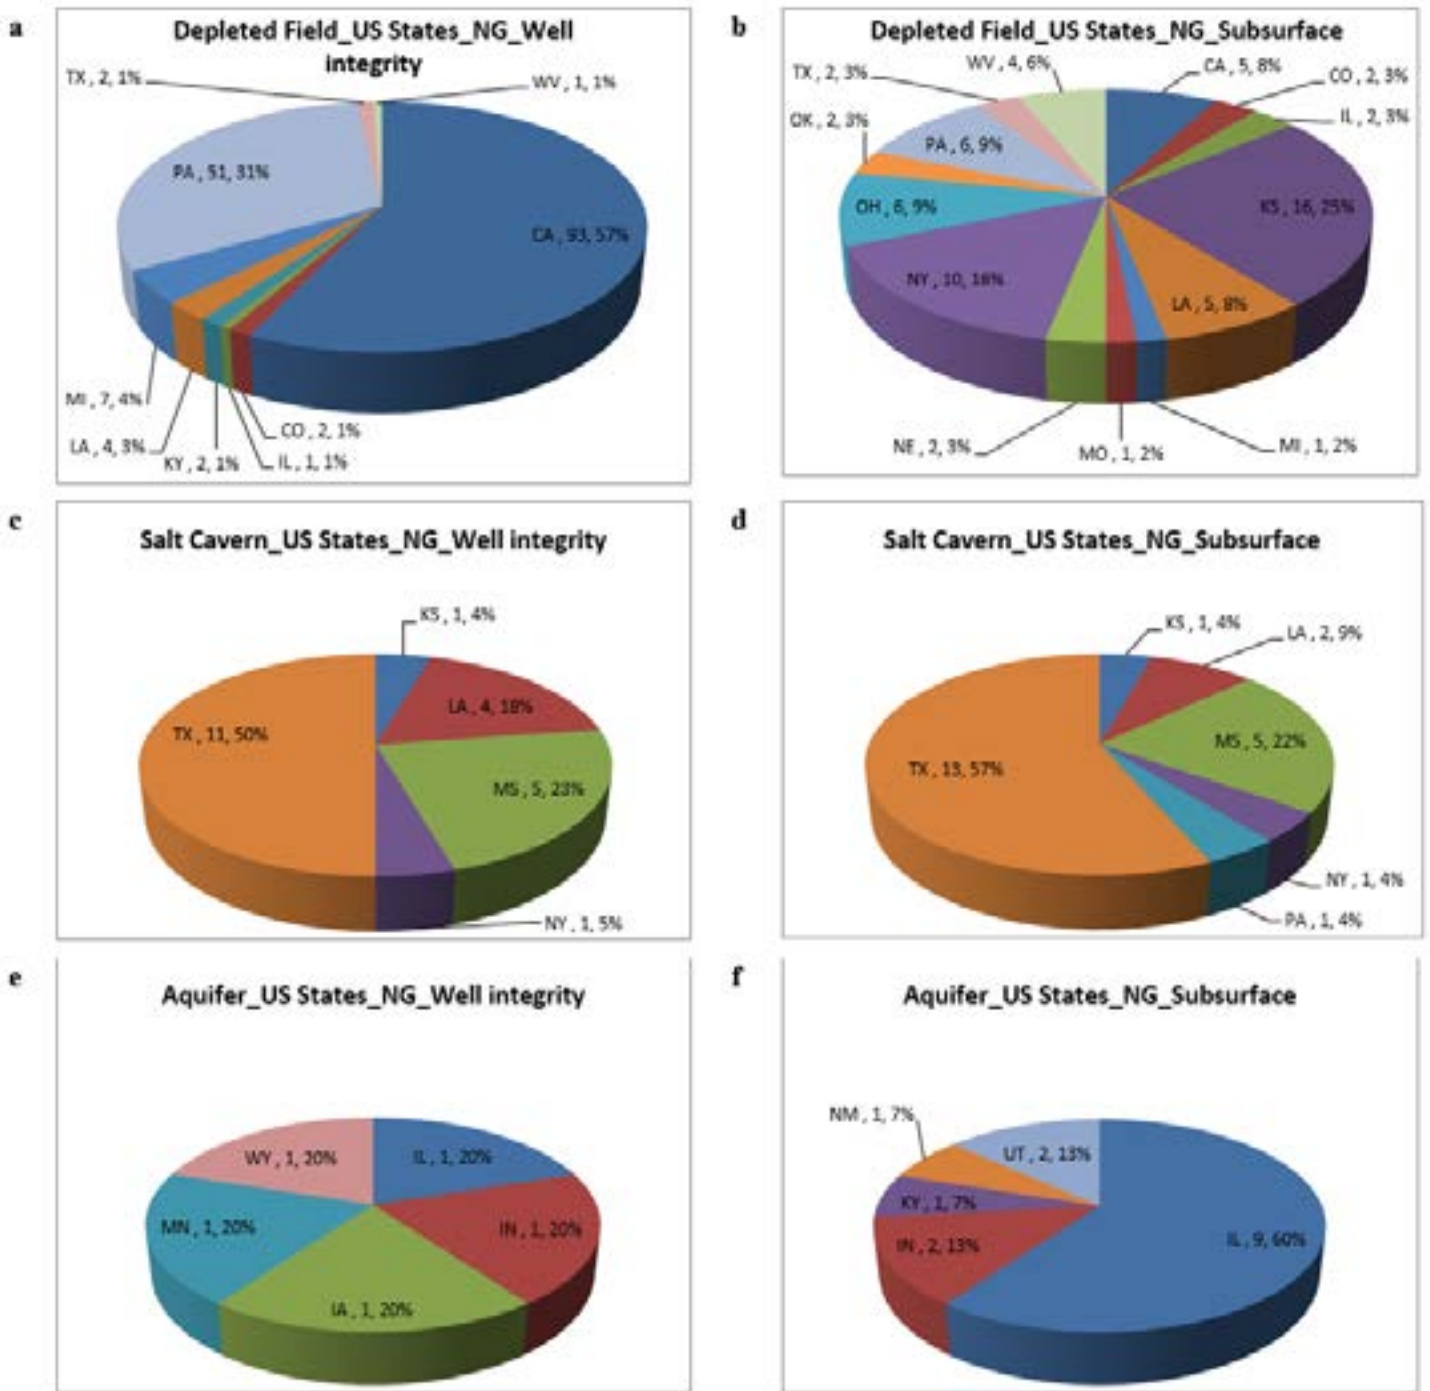 a
Depleted Field_US States_NG_Well
integrity
TX , 2, 1%
WV , 1, 1%
PA , 51, 31%
CA , 93, 57%
MI , 7, 4%
LA , 4, 3%
KY , 2, 1%
IL , 1, 1%
CO , 2, 1%
b
Depleted Field_US States_NG_Subsurface
WV , 4, 6%
CA , 5, 8%
TX , 2, 3%
CO , 2, 3%
OK , 2, 3%
IL , 2, 3%
PA , 6, 9%
OH , 6, 9%
KS , 16, 25%
NY , 10, 16%
LA , 5, 8%
NE , 2, 3%
MO , 1, 2%
MI , 1, 2%
c
Salt Cavern_US States_NG_Well integrity
KS , 1, 4%
LA , 4, 18%
TX , 11, 50%
MS , 5, 23%
NY , 1, 5%
d
Salt Cavern_US States_NG_Subsurface
KS , 1, 4%
LA , 2, 9%
MS , 5, 22%
TX , 13, 57%
NY , 1, 4%
PA , 1, 4%
e
Aquifer_US States_NG_Well integrity
WY , 1, 20%
IL , 1, 20%
MN , 1, 20%
IN , 1, 20%
IA , 1, 20%
f
Aquifer_US States_NG_Subsurface
NM , 1, 7%
UT , 2, 13%
KY , 1, 7%
IN , 2, 13%
IL , 9, 60%